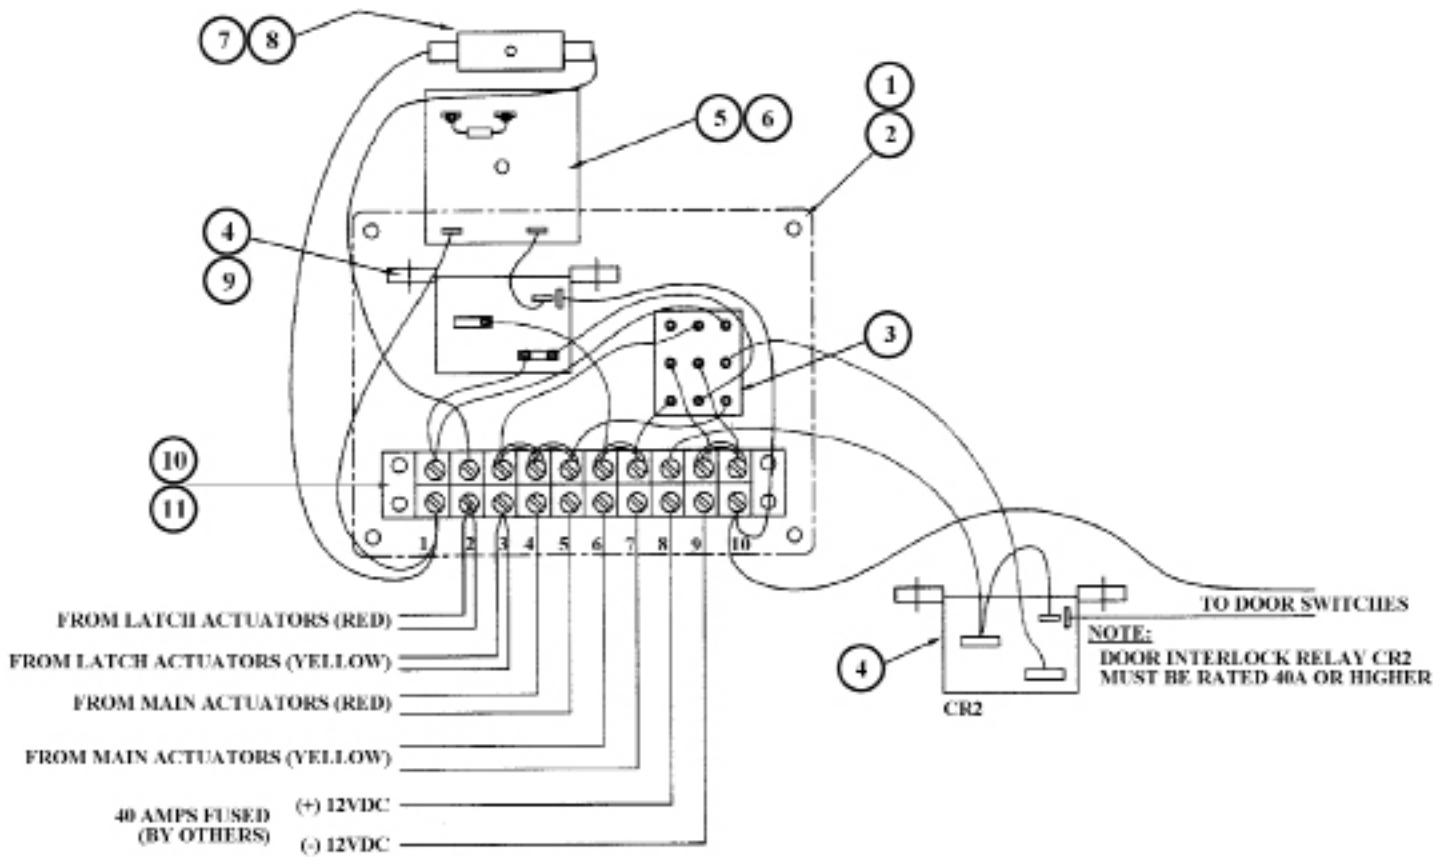 7 8
1
5 6
2
4
9
3
10
11
1 2 3 4 5 6 7 8 9 10
TO DOOR SWITCHES
FROM LATCH ACTUATORS (RED)
NOTE:
DOOR INTERLOCK RELAY CR2
MUST BE RATED 40A OR HIGHER
FROM LATCH ACTUATORS (YELLOW)
4
FROM MAIN ACTUATORS (RED)
CR2
FROM MAIN ACTUATORS (YELLOW)
(+) 12VDC
40 AMPS FUSED
(BY OTHERS)
(-) 12VDC